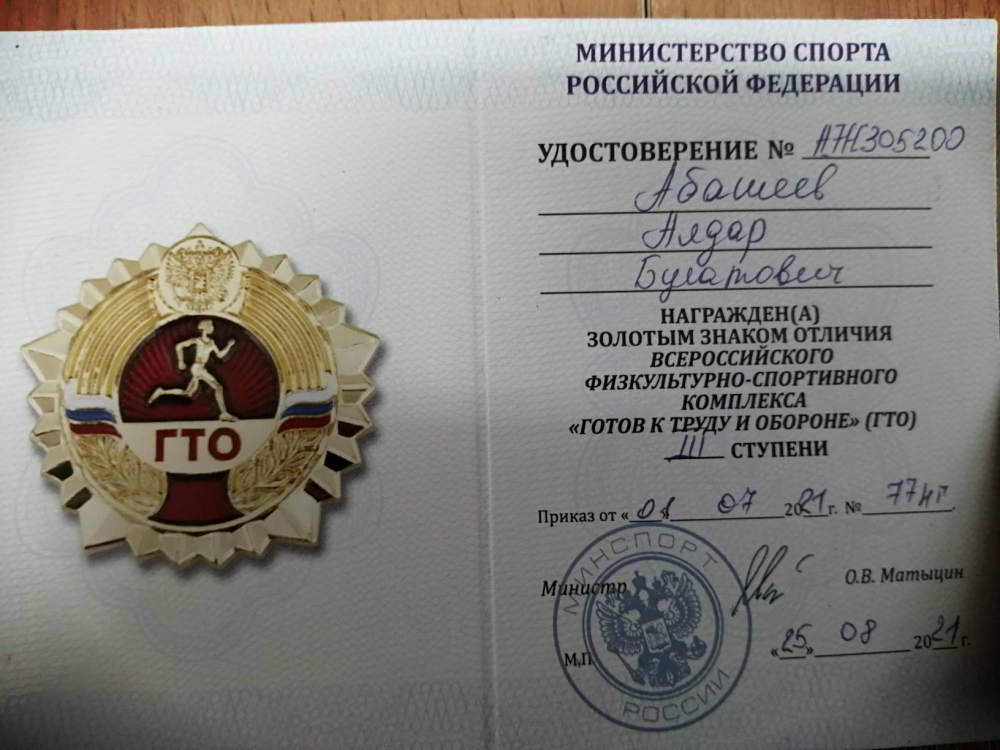 ГТО
МИНИСТЕРСТВО СПОРТА
РОССИЙСКОЙ ФЕДЕРАЦИИ
УДОСТОВЕРЕНИЕ № АЖ305200
Абашеев
Алдар
Булатович
НАГРАЖДЕН(А)
ЗОЛОТЫМ ЗНАКОМ ОТЛИЧИЯ
ВСЕРОССИЙСКОГО
ФИЗКУЛЬТУРНО-СПОРТИВНОГО
КОМПЛЕКСА
«ГОТОВ К ТРУДУ И ОБОРОНЕ» (ГТО)
III СТУПЕНИ
Приказ от «01» 07 2021 г. № 77нг
Министр О.В. Матыцин
М.П. «25» 08 2021 г.
МИНСПОРТ
РОССИИ